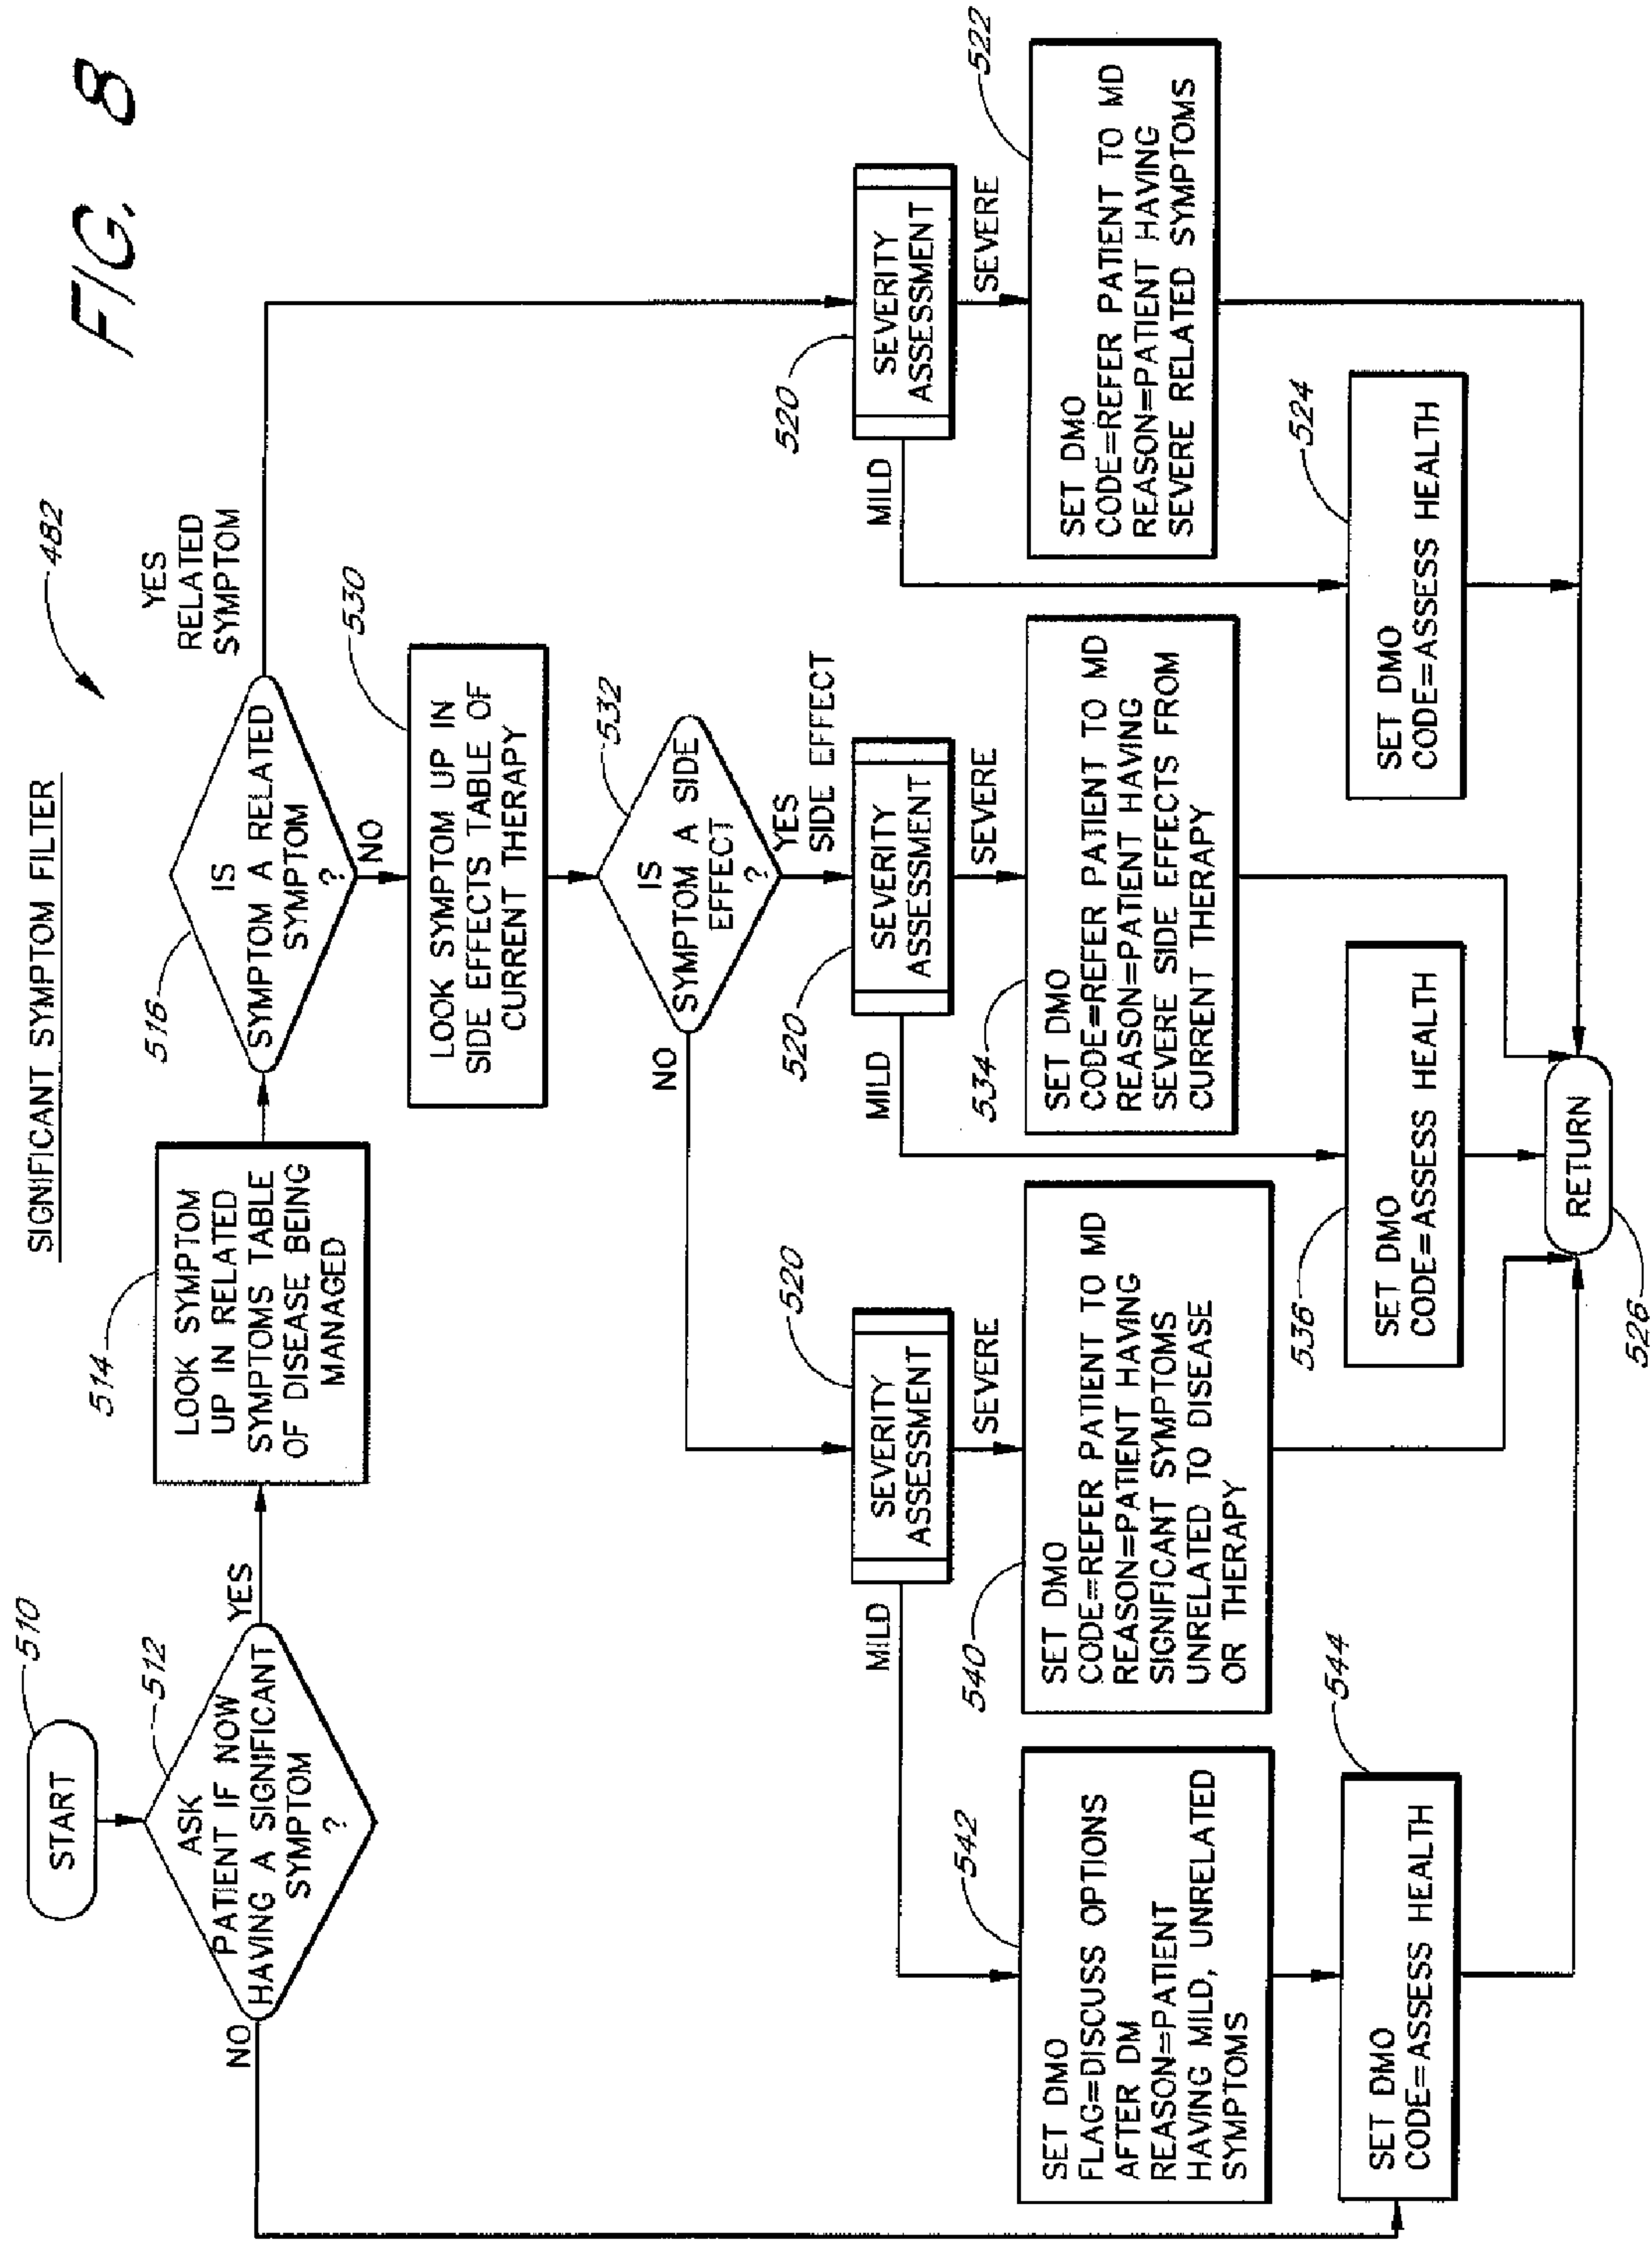 SIGNIFICANT SYMPTOM FILTER
FIG. 8
482
START
510
ASK
PATIENT IF NOW
HAVING A SIGNIFICANT
SYMPTOM
?
512
NO
YES
LOOK SYMPTOM
UP IN RELATED
SYMPTOMS TABLE
OF DISEASE BEING
MANAGED
514
IS
SYMPTOM A RELATED
SYMPTOM
?
516
YES
RELATED
SYMPTOM
NO
LOOK SYMPTOM UP IN
SIDE EFFECTS TABLE OF
CURRENT THERAPY
530
IS
SYMPTOM A SIDE
EFFECT
?
532
NO
YES
SIDE EFFECT
SEVERITY
ASSESSMENT
520
MILD
SEVERE
SEVERITY
ASSESSMENT
520
MILD
SEVERE
SEVERITY
ASSESSMENT
520
MILD
SEVERE
SET DMO
FLAG=DISCUSS OPTIONS
AFTER DM
REASON=PATIENT
HAVING MILD, UNRELATED
SYMPTOMS
542
SET DMO
CODE=REFER PATIENT TO MD
REASON=PATIENT HAVING
SIGNIFICANT SYMPTOMS
UNRELATED TO DISEASE
OR THERAPY
540
SET DMO
CODE=REFER PATIENT TO MD
REASON=PATIENT HAVING
SEVERE SIDE EFFECTS FROM
CURRENT THERAPY
534
SET DMO
CODE=REFER PATIENT TO MD
REASON=PATIENT HAVING
SEVERE RELATED SYMPTOMS
522
SET DMO
CODE=ASSESS HEALTH
544
SET DMO
CODE=ASSESS HEALTH
536
SET DMO
CODE=ASSESS HEALTH
524
RETURN
526